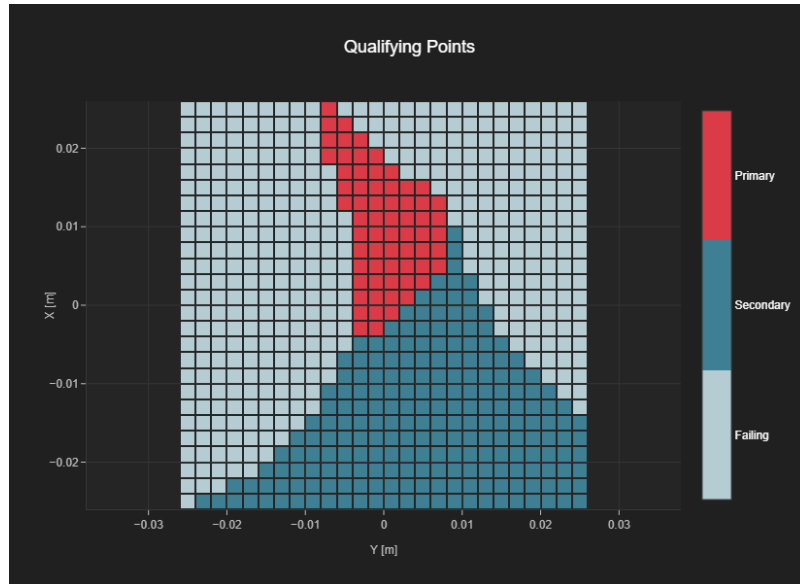 Qualifying Points
0.02
0.01
0
−0.01
−0.02
X [m]
−0.03
−0.02
−0.01
0
0.01
0.02
0.03
Y [m]
Primary
Secondary
Failing